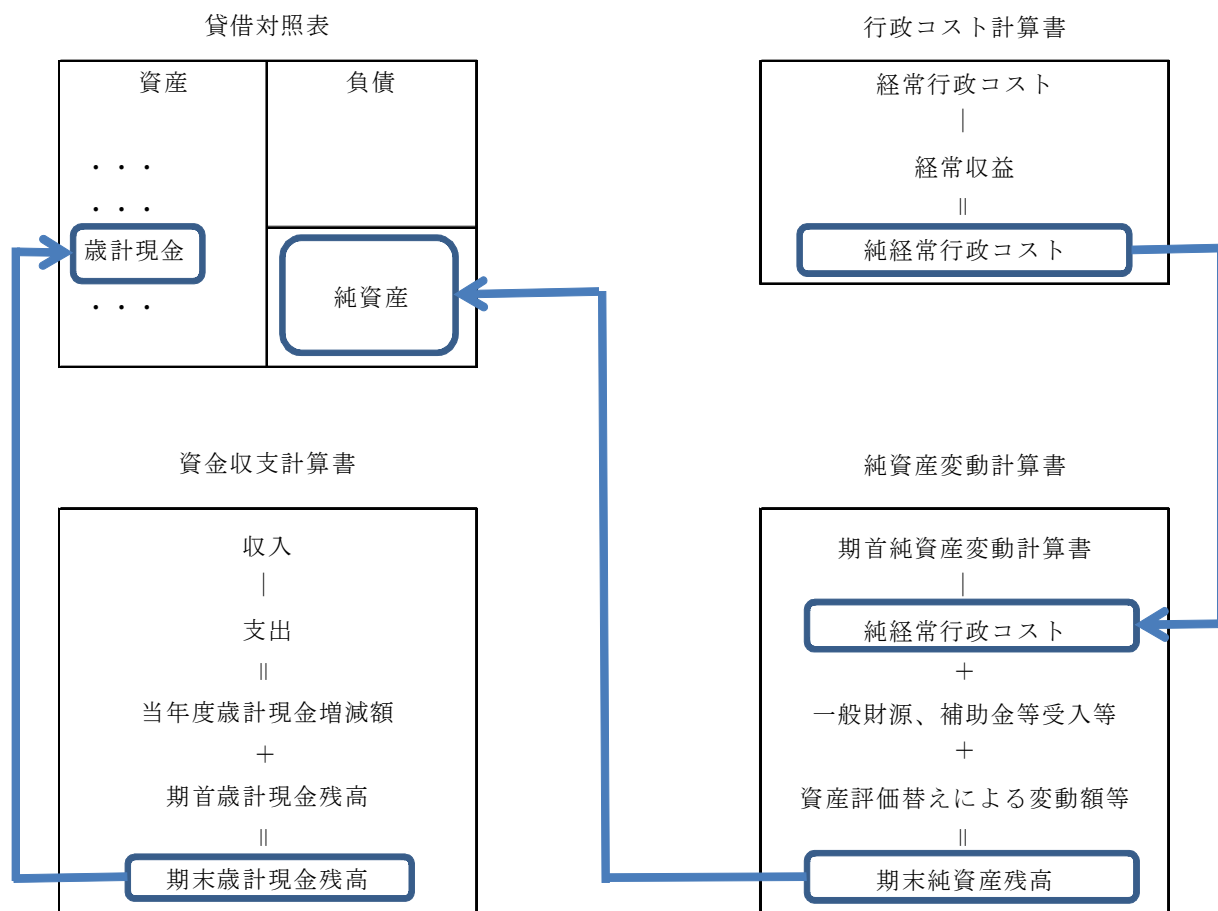 貸借対照表
資産
負債
・・・
・・・
歳計現金
・・・
純資産
行政コスト計算書
経常行政コスト
｜
経常収益
＝
純経常行政コスト
資金収支計算書
収入
｜
支出
＝
当年度歳計現金増減額
＋
期首歳計現金残高
＝
期末歳計現金残高
純資産変動計算書
期首純資産変動計算書
｜
純経常行政コスト
＋
一般財源、補助金等受入等
＋
資産評価替えによる変動額等
＝
期末純資産残高